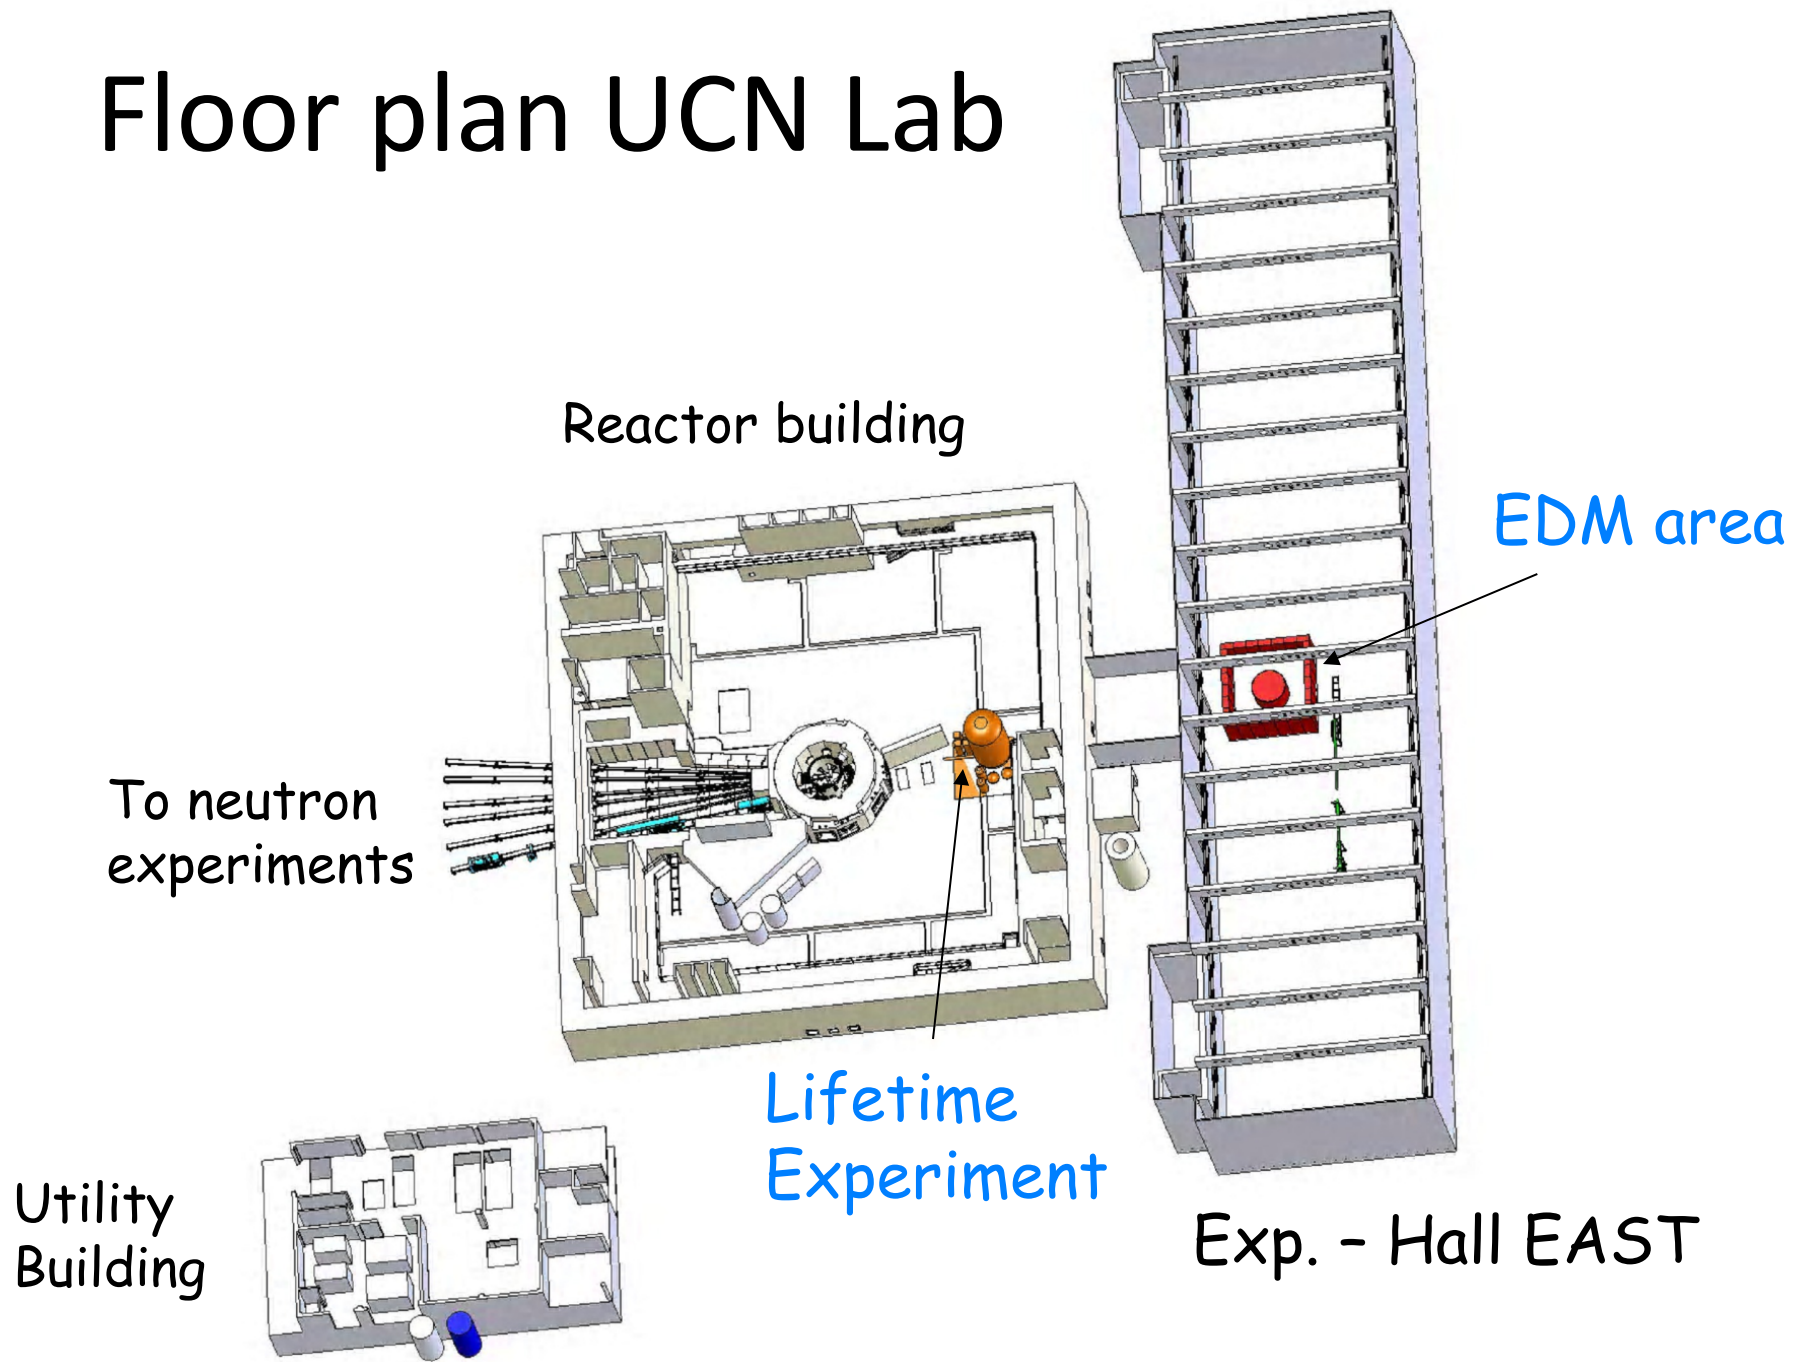 Floor plan UCN Lab
Reactor building
EDM area
To neutron
experiments
Lifetime
Experiment
Utility
Building
Exp. – Hall EAST